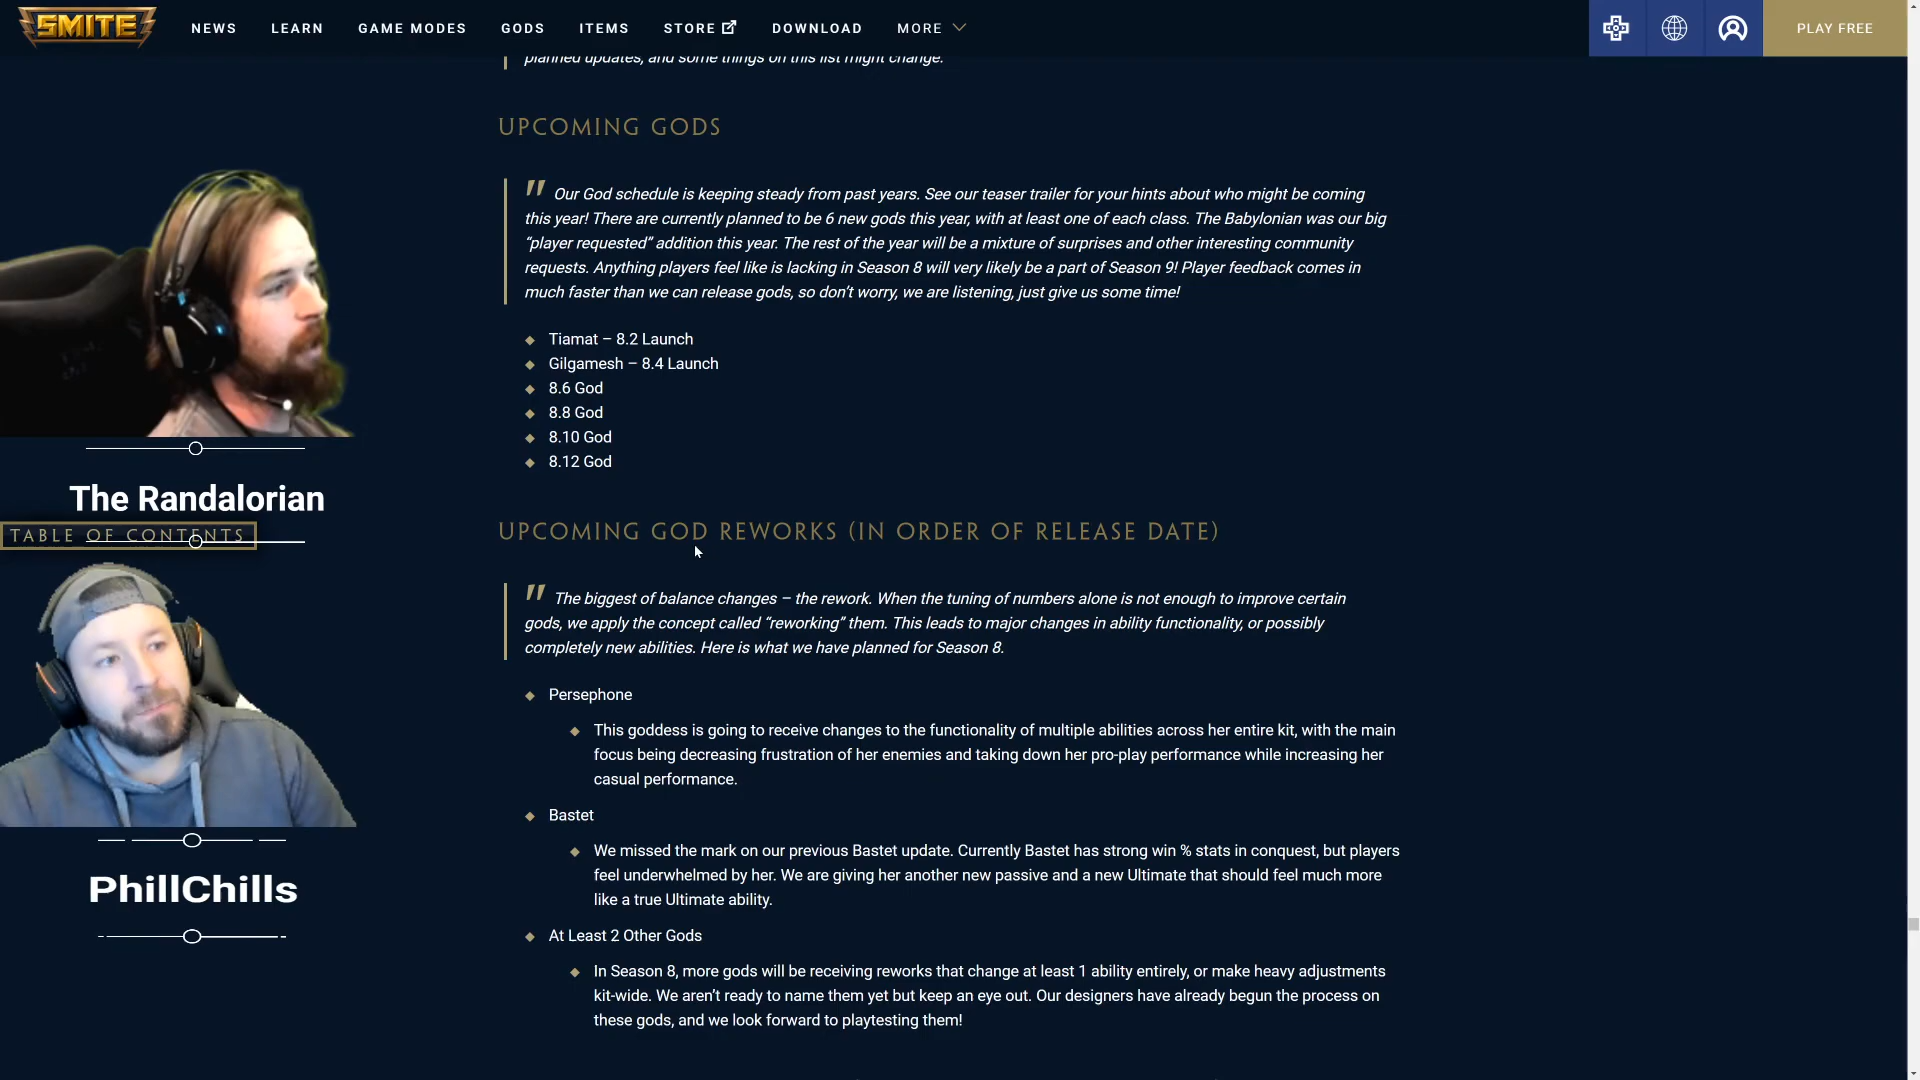 SMITE
NEWS LEARN GAME MODES GODS ITEMS STORE DOWNLOAD MORE PLAY FREE
planned updates, and some things on this list might change.
UPCOMING GODS
" Our God schedule is keeping steady from past years. See our teaser trailer for your hints about who might be coming
this year! There are currently planned to be 6 new gods this year, with at least one of each class. The Babylonian was our big
“player requested” addition this year. The rest of the year will be a mixture of surprises and other interesting community
requests. Anything players feel like is lacking in Season 8 will very likely be a part of Season 9! Player feedback comes in
much faster than we can release gods, so don’t worry, we are listening, just give us some time!
Tiamat – 8.2 Launch
Gilgamesh – 8.4 Launch
8.6 God
8.8 God
8.10 God
8.12 God
The Randalorian
TABLE OF CONTENTS
UPCOMING GOD REWORKS (IN ORDER OF RELEASE DATE)
" The biggest of balance changes – the rework. When the tuning of numbers alone is not enough to improve certain
gods, we apply the concept called “reworking” them. This leads to major changes in ability functionality, or possibly
completely new abilities. Here is what we have planned for Season 8.
Persephone
This goddess is going to receive changes to the functionality of multiple abilities across her entire kit, with the main
focus being decreasing frustration of her enemies and taking down her pro-play performance while increasing her
casual performance.
Bastet
We missed the mark on our previous Bastet update. Currently Bastet has strong win % stats in conquest, but players
feel underwhelmed by her. We are giving her another new passive and a new Ultimate that should feel much more
like a true Ultimate ability.
PhillChills
At Least 2 Other Gods
In Season 8, more gods will be receiving reworks that change at least 1 ability entirely, or make heavy adjustments
kit-wide. We aren’t ready to name them yet but keep an eye out. Our designers have already begun the process on
these gods, and we look forward to playtesting them!